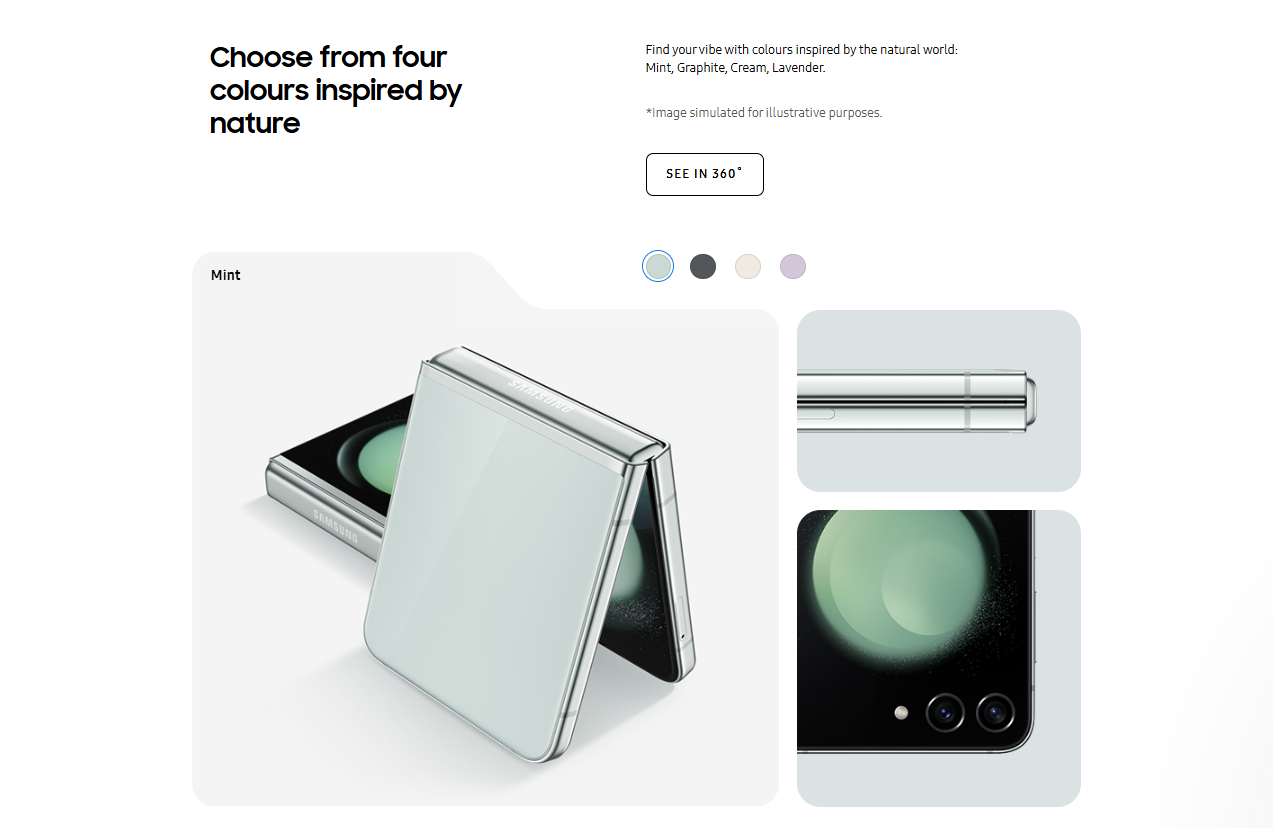 Choose from four
colours inspired by
nature
Find your vibe with colours inspired by the natural world:
Mint, Graphite, Cream, Lavender.
*Image simulated for illustrative purposes.
SEE IN 360˚
Mint
SAMSUNG
SAMSUNG